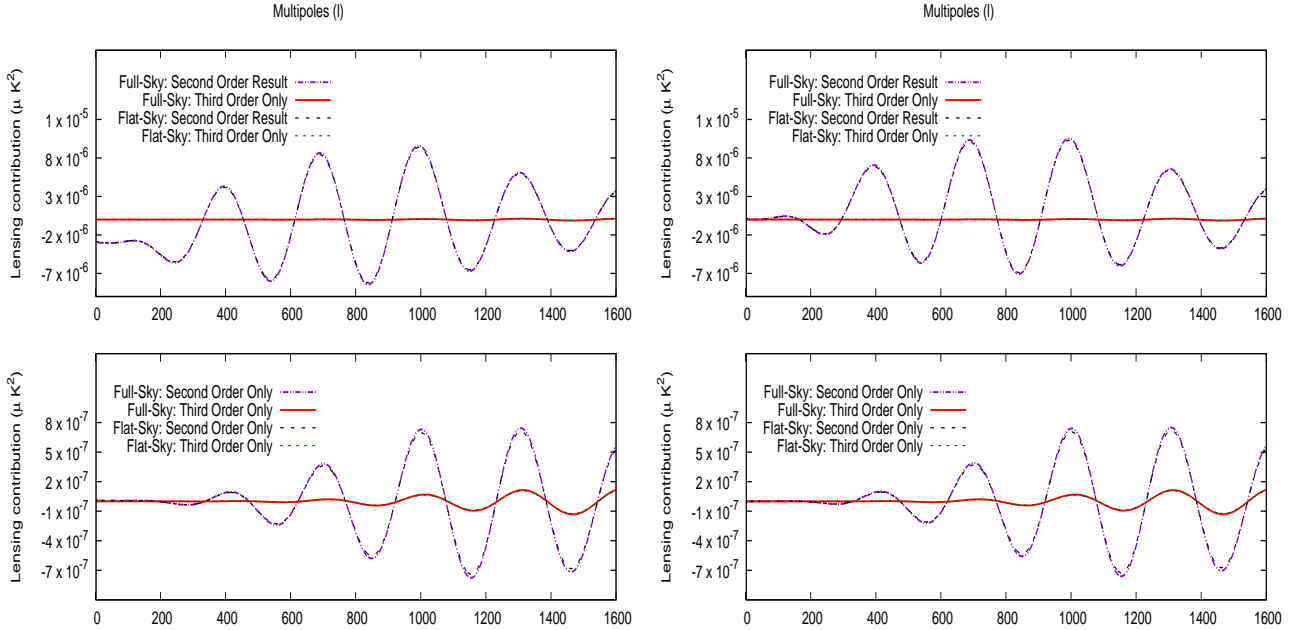 Multipoles (l)
Multipoles (l)
Lensing contribution (μ K²)
Full-Sky: Second Order Result
Full-Sky: Third Order Only
Flat-Sky: Second Order Result
Flat-Sky: Third Order Only
1 x 10⁻⁵
8 x 10⁻⁶
3 x 10⁻⁶
-2 x 10⁻⁶
-7 x 10⁻⁶
0 200 400 600 800 1000 1200 1400 1600
Lensing contribution (μ K²)
Full-Sky: Second Order Result
Full-Sky: Third Order Only
Flat-Sky: Second Order Result
Flat-Sky: Third Order Only
1 x 10⁻⁵
8 x 10⁻⁶
3 x 10⁻⁶
-2 x 10⁻⁶
-7 x 10⁻⁶
0 200 400 600 800 1000 1200 1400 1600
Lensing contribution (μ K²)
Full-Sky: Second Order Only
Full-Sky: Third Order Only
Flat-Sky: Second Order Only
Flat-Sky: Third Order Only
8 x 10⁻⁷
5 x 10⁻⁷
2 x 10⁻⁷
-1 x 10⁻⁷
-4 x 10⁻⁷
-7 x 10⁻⁷
0 200 400 600 800 1000 1200 1400 1600
Lensing contribution (μ K²)
Full-Sky: Second Order Only
Full-Sky: Third Order Only
Flat-Sky: Second Order Only
Flat-Sky: Third Order Only
8 x 10⁻⁷
5 x 10⁻⁷
2 x 10⁻⁷
-1 x 10⁻⁷
-4 x 10⁻⁷
-7 x 10⁻⁷
0 200 400 600 800 1000 1200 1400 1600